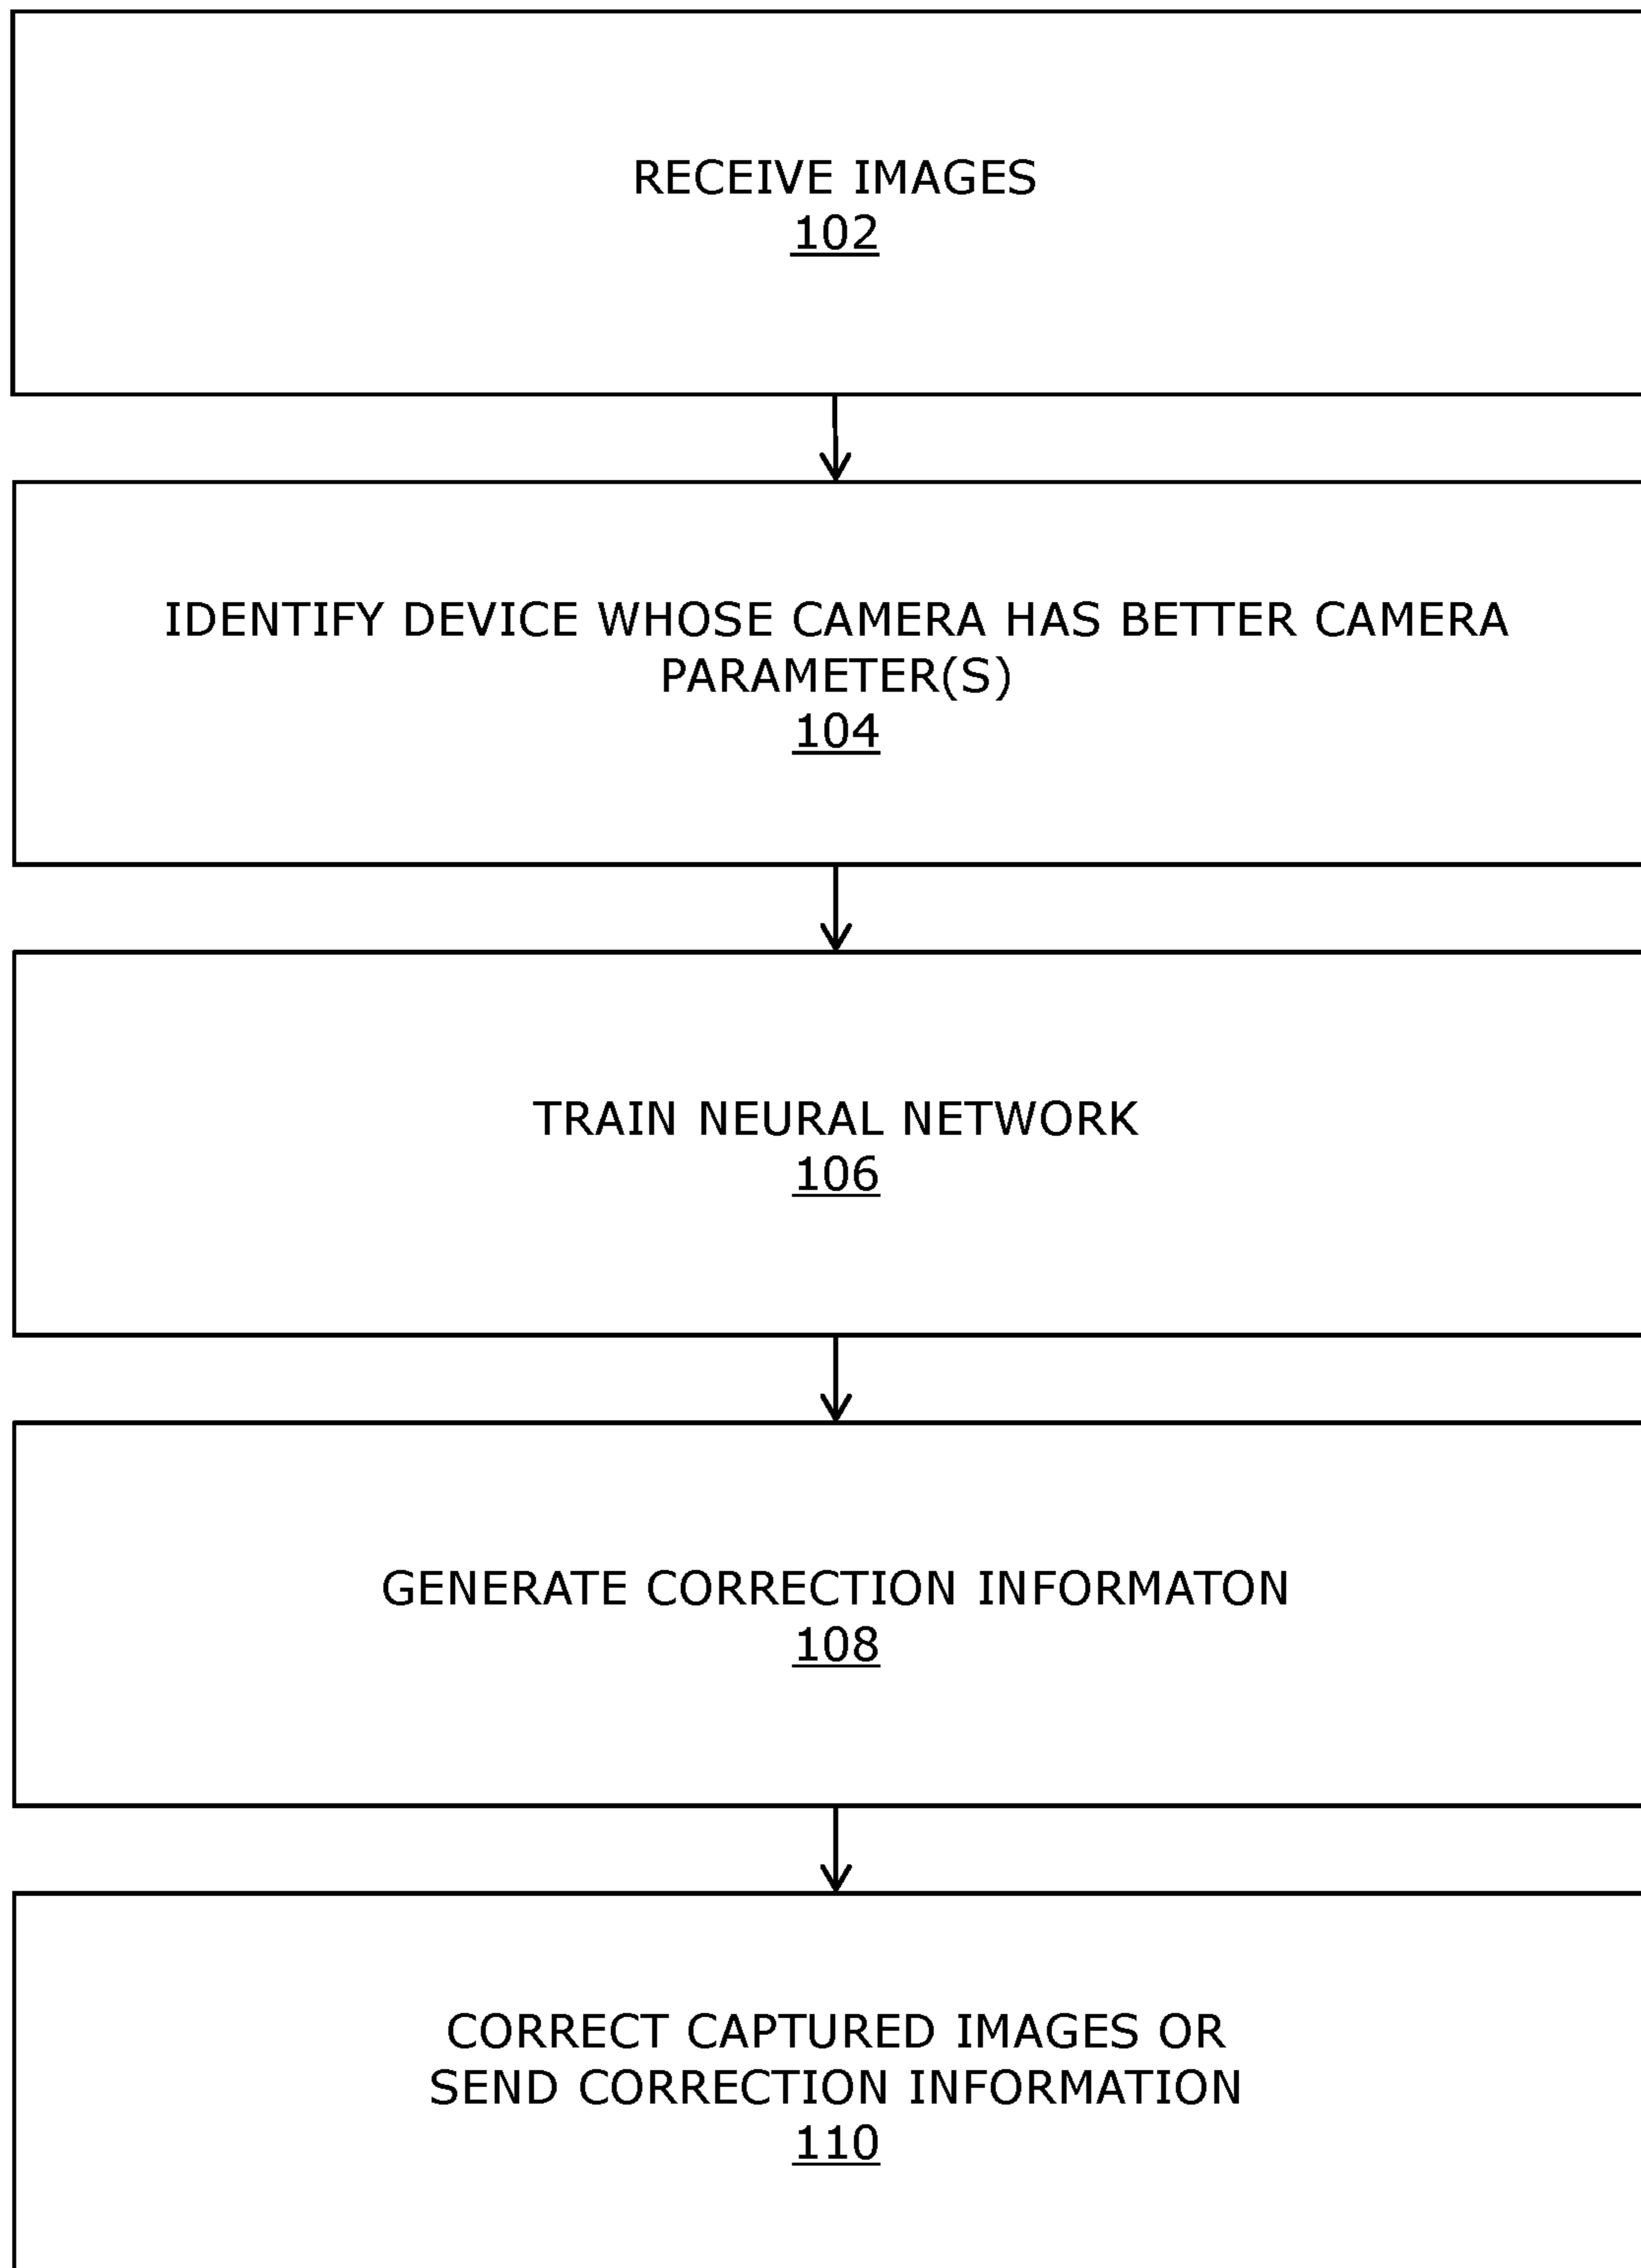 RECEIVE IMAGES
102
IDENTIFY DEVICE WHOSE CAMERA HAS BETTER CAMERA
PARAMETER(S)
104
TRAIN NEURAL NETWORK
106
GENERATE CORRECTION INFORMATON
108
CORRECT CAPTURED IMAGES OR
SEND CORRECTION INFORMATION
110